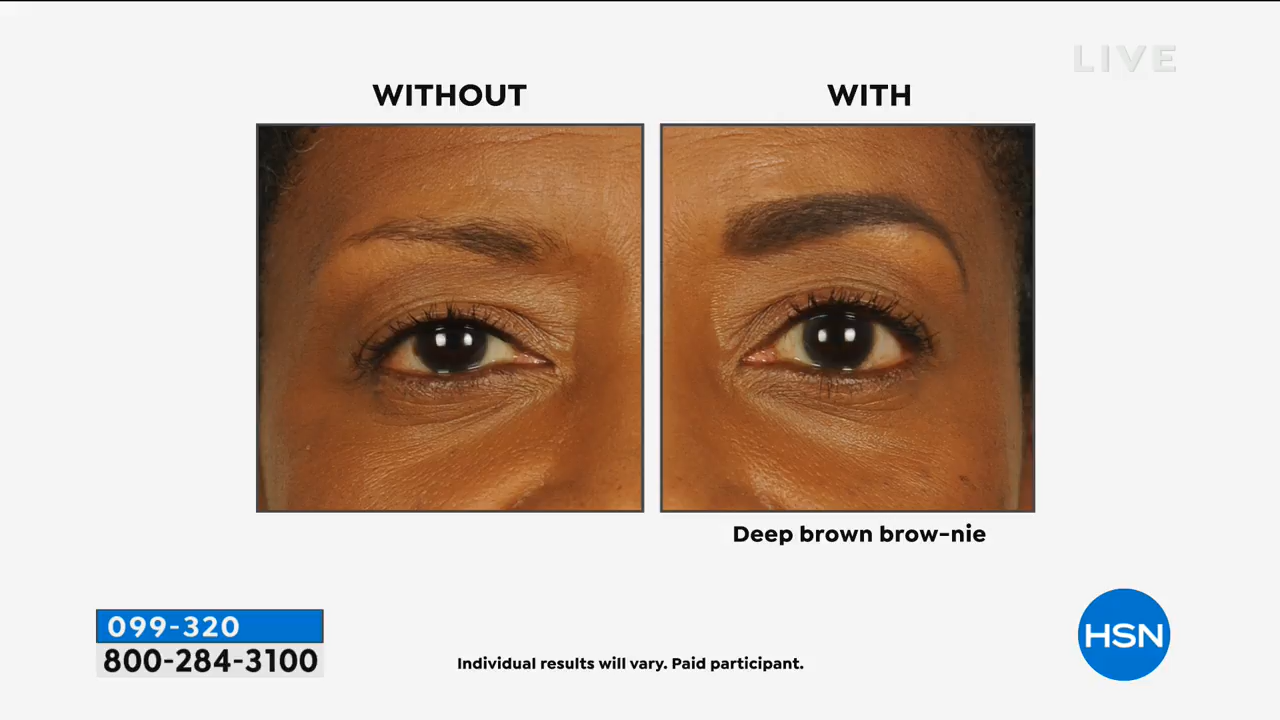 LIVE
WITHOUT
WITH
Deep brown brow-nie
099-320
800-284-3100
Individual results will vary. Paid participant.
HSN